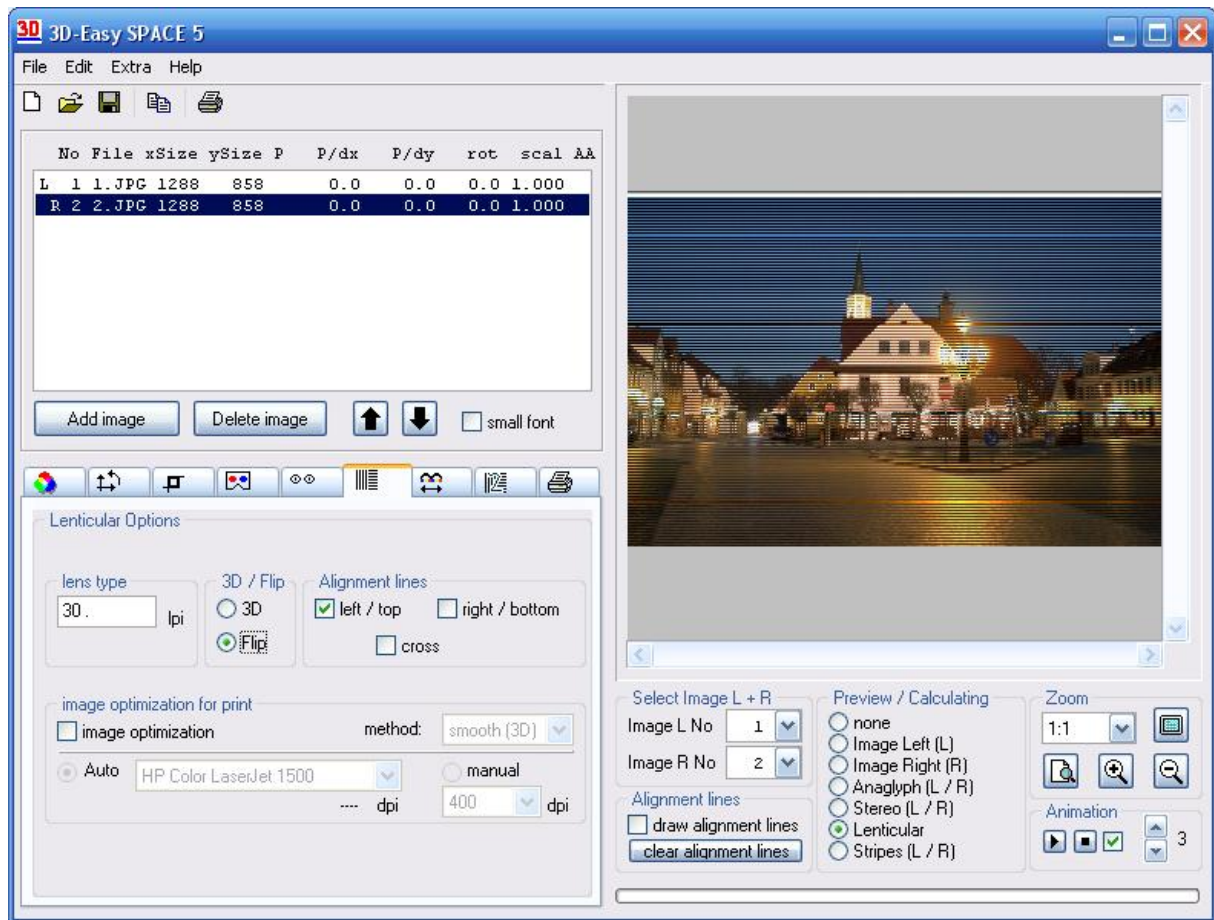 3D 3D-Easy SPACE 5
File Edit Extra Help
No File xSize ySize P P/dx P/dy rot scal AA
L 1 1.JPG 1288 858 0.0 0.0 0.0 1.000
R 2 2.JPG 1288 858 0.0 0.0 0.0 1.000
Add image Delete image small font
Lenticular Options
lens type 3D / Flip Alignment lines
30. lpi 3D left / top right / bottom
Flip cross
image optimization for print
image optimization method: smooth (3D)
Auto HP Color LaserJet 1500 manual
---- dpi 400 dpi
Select Image L + R
Image L No 1
Image R No 2
Alignment lines
draw alignment lines
clear alignment lines
Preview / Calculating
none
Image Left (L)
Image Right (R)
Anaglyph (L / R)
Stereo (L / R)
Lenticular
Stripes (L / R)
Zoom
1:1
Animation
3